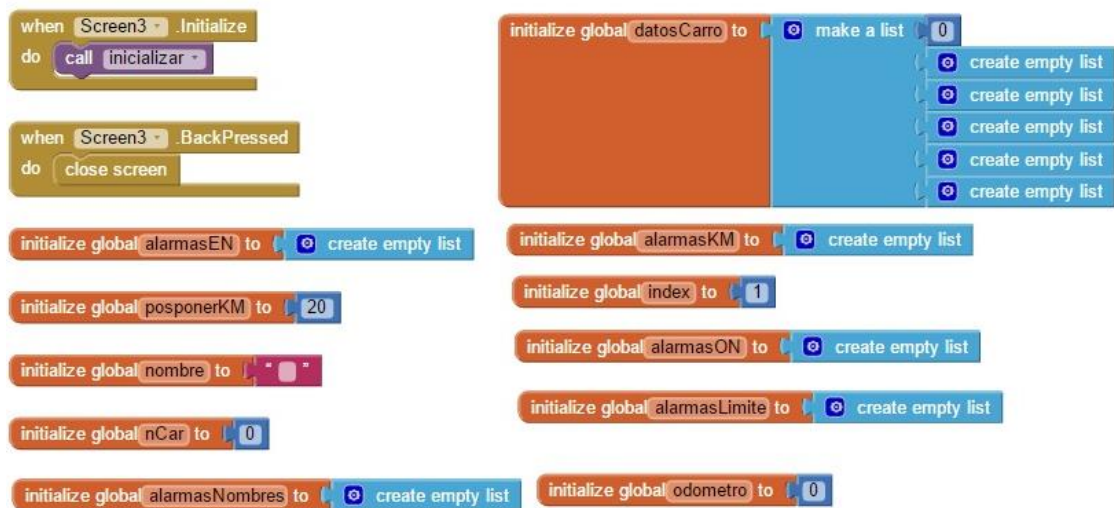 when Screen3 .Initialize
do call inicializar
when Screen3 .BackPressed
do close screen
initialize global alarmasEN to create empty list
initialize global posponerKM to 20
initialize global nombre to " "
initialize global nCar to 0
initialize global alarmasNombres to create empty list
initialize global datosCarro to make a list 0
create empty list
create empty list
create empty list
create empty list
create empty list
initialize global alarmasKM to create empty list
initialize global index to 1
initialize global alarmasON to create empty list
initialize global alarmasLimite to create empty list
initialize global odometro to 0